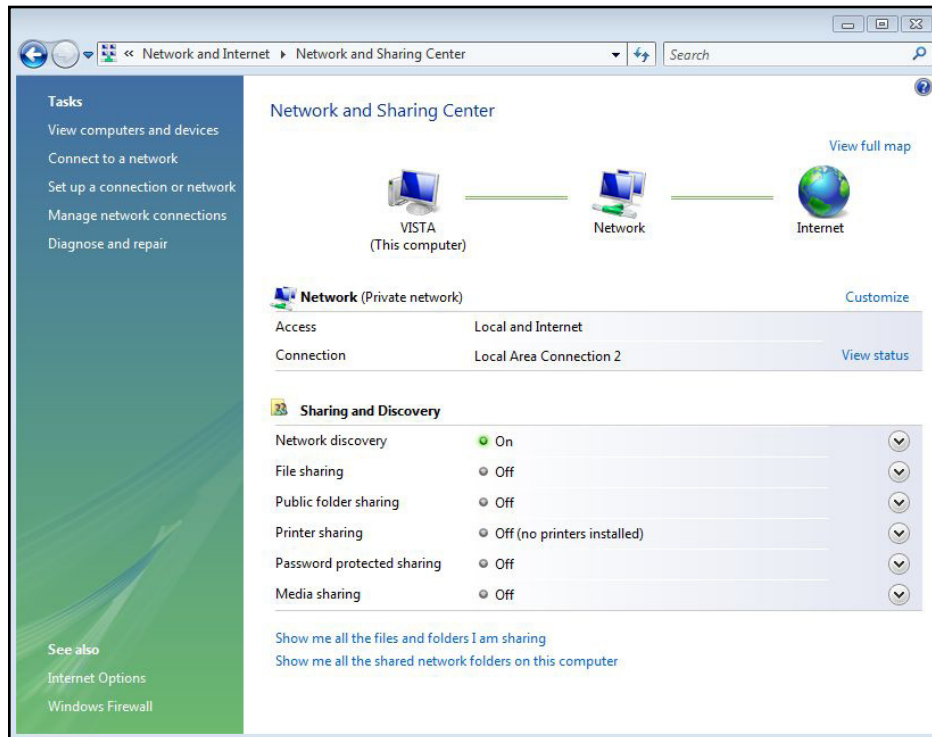 « Network and Internet ▸ Network and Sharing Center
Search
Tasks
View computers and devices
Connect to a network
Set up a connection or network
Manage network connections
Diagnose and repair
See also
Internet Options
Windows Firewall
Network and Sharing Center
View full map
VISTA
(This computer)
Network
Internet
Network (Private network)
Customize
Access Local and Internet
Connection Local Area Connection 2 View status
Sharing and Discovery
Network discovery On
File sharing Off
Public folder sharing Off
Printer sharing Off (no printers installed)
Password protected sharing Off
Media sharing Off
Show me all the files and folders I am sharing
Show me all the shared network folders on this computer